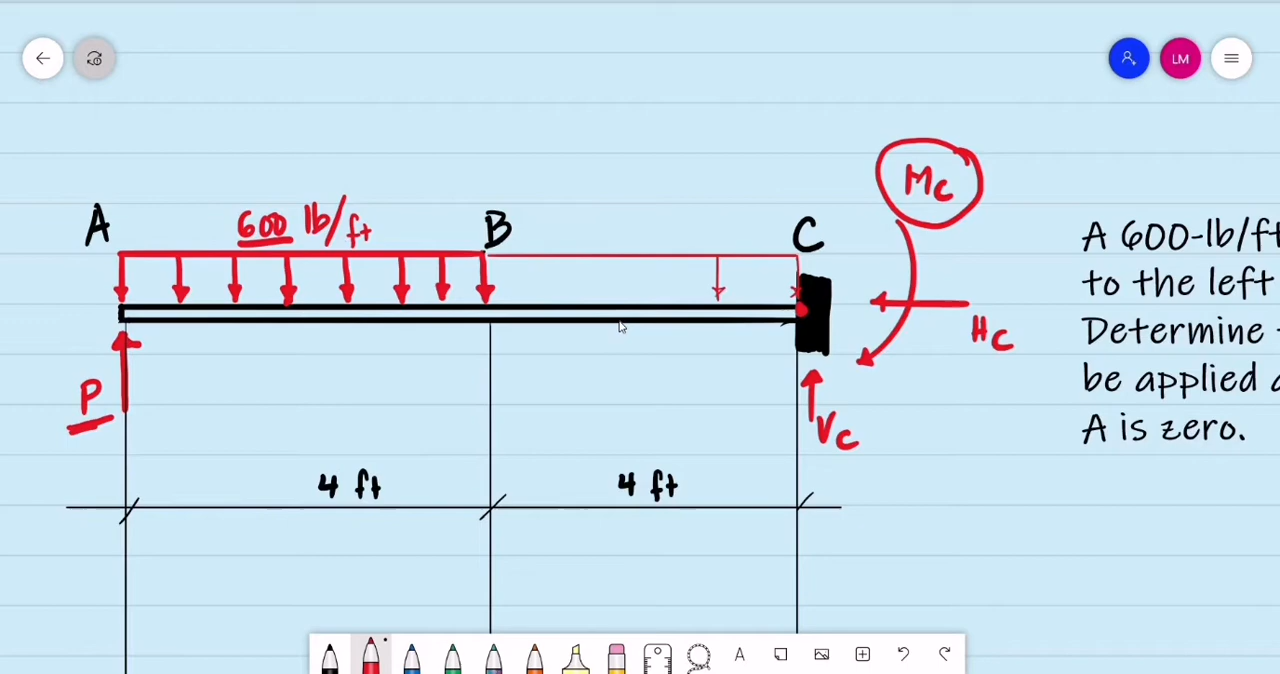 LM
Mc
A
600 lb/ft
B
C
A 600-lb/ft
to the left
Determine
be applied
A is zero.
Hc
P
Vc
4 ft
4 ft
A